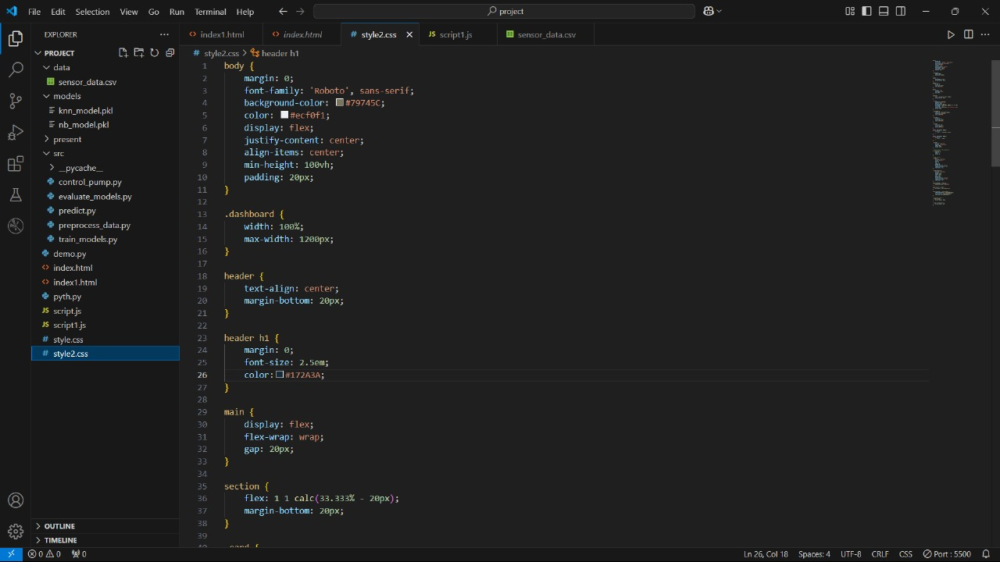 File Edit Selection View Go Run Terminal Help
project
EXPLORER
PROJECT
data
sensor_data.csv
models
knn_model.pkl
nb_model.pkl
present
src
__pycache__
control_pump.py
evaluate_models.py
predict.py
preprocess_data.py
train_models.py
demo.py
index.html
index1.html
pyth.py
JS script.js
JS script1.js
# style.css
# style2.css
OUTLINE
TIMELINE
index1.html index.html # style2.css JS script1.js sensor_data.csv
# style2.css > header h1
1 body {
2 margin: 0;
3 font-family: 'Roboto', sans-serif;
4 background-color: #79745C;
5 color: #ecf0f1;
6 display: flex;
7 justify-content: center;
8 align-items: center;
9 min-height: 100vh;
10 padding: 20px;
11 }
12
13 .dashboard {
14 width: 100%;
15 max-width: 1200px;
16 }
17
18 header {
19 text-align: center;
20 margin-bottom: 20px;
21 }
22
23 header h1 {
24 margin: 0;
25 font-size: 2.5em;
26 color: #172A3A;
27 }
28
29 main {
30 display: flex;
31 flex-wrap: wrap;
32 gap: 20px;
33 }
34
35 section {
36 flex: 1 1 calc(33.333% - 20px);
37 margin-bottom: 20px;
38 }
39
0 0 0 Ln 26, Col 18 Spaces: 4 UTF-8 CRLF CSS Port : 5500